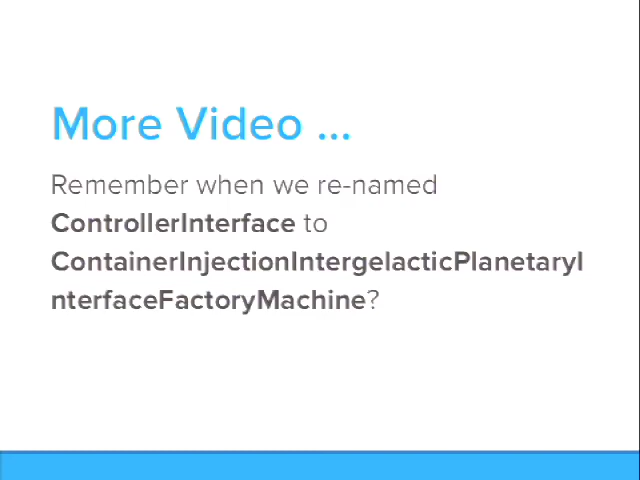 More Video ...
Remember when we re-named
ControllerInterface to
ContainerInjectionIntergelacticPlanetaryI
nterfaceFactoryMachine?